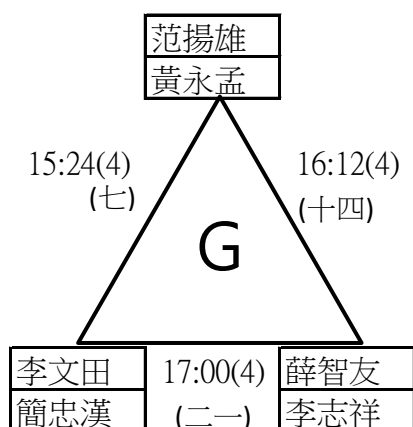 范揚雄
黃永孟
15:24(4)
(七)
16:12(4)
(十四)
G
李文田
簡忠漢
17:00(4)
(二一)
薛智友
李志祥